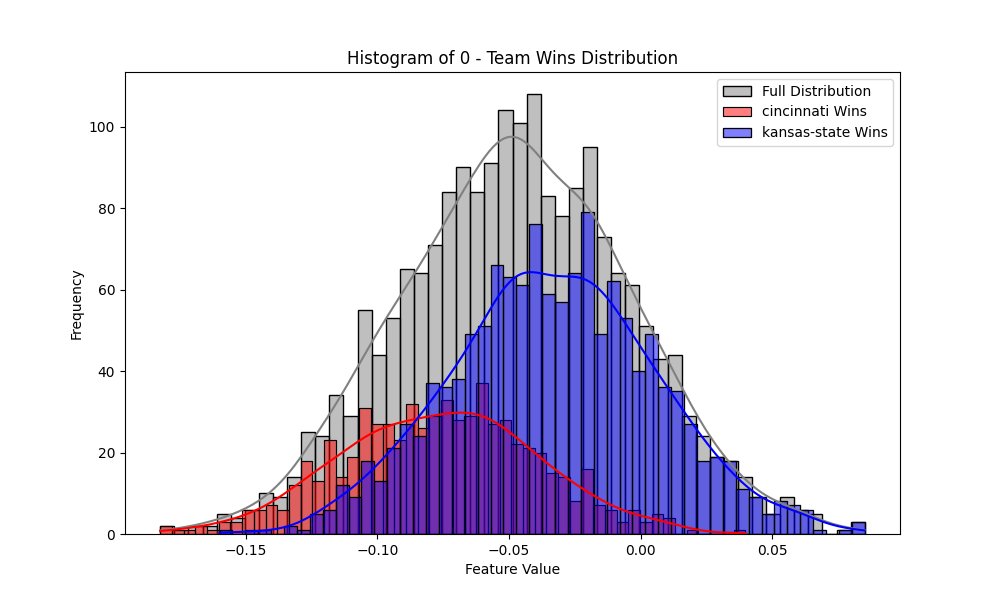 Histogram of 0 - Team Wins Distribution
Full Distribution
cincinnati Wins
kansas-state Wins
100
80
60
40
20
0
Frequency
−0.15 −0.10 −0.05 0.00 0.05
Feature Value